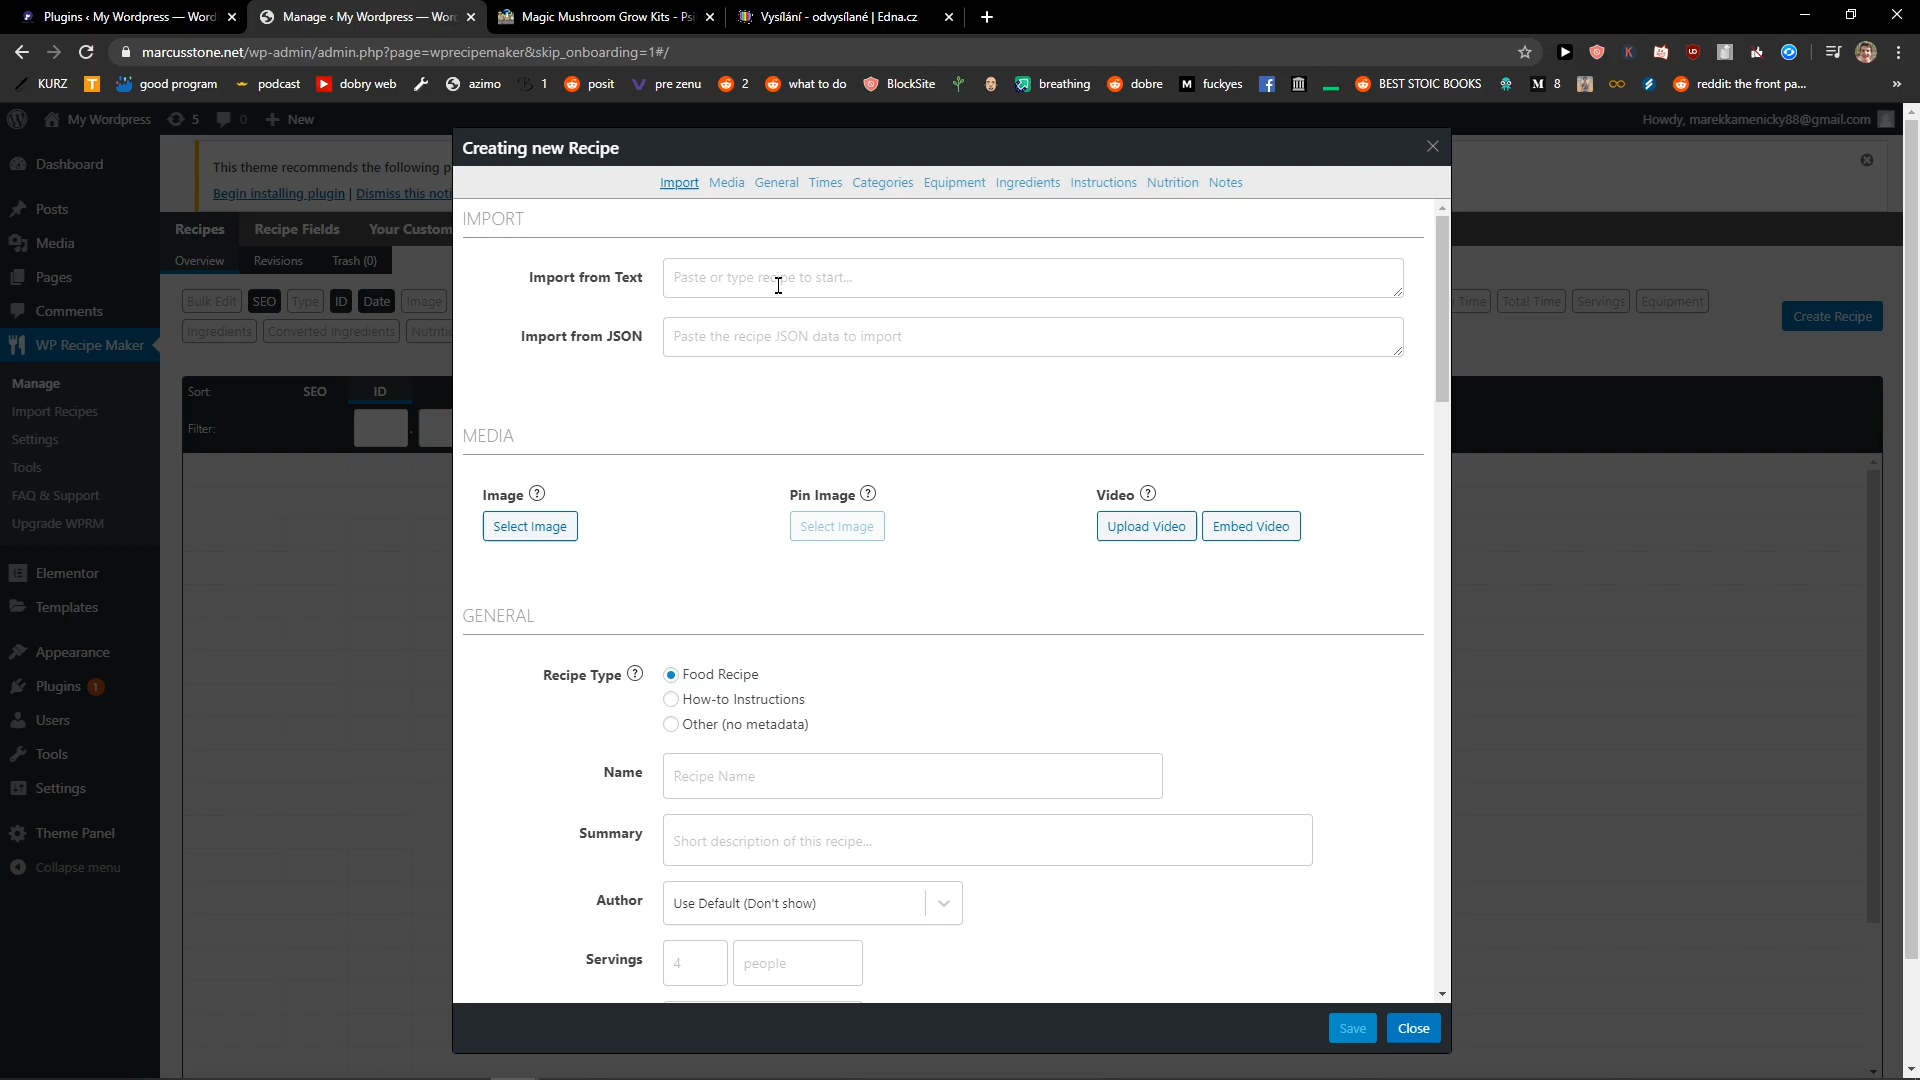 Plugins ‹ My Wordpress — Word
Manage ‹ My Wordpress — Wor
Magic Mushroom Grow Kits - Psi
Vysílání - odvysílané | Edna.cz
marcusstone.net/wp-admin/admin.php?page=wprecipemaker&skip_onboarding=1#/
KURZ
good program
podcast
dobry web
azimo
1
posit
pre zenu
2
what to do
BlockSite
breathing
dobre
fuckyes
BEST STOIC BOOKS
8
reddit: the front pa...
My Wordpress
5
0
New
Howdy, marekkamenicky88@gmail.com
Dashboard
Posts
Media
Pages
Comments
WP Recipe Maker
Manage
Import Recipes
Settings
Tools
FAQ & Support
Upgrade WPRM
Elementor
Templates
Appearance
Plugins 1
Users
Tools
Settings
Theme Panel
Collapse menu
This theme recommends the following p
Begin installing plugin | Dismiss this noti
Recipes Recipe Fields Your Custom
Overview Revisions Trash (0)
Bulk Edit SEO Type ID Date Image
Time Total Time Servings Equipment
Ingredients Converted Ingredients Nutritic
Create Recipe
Sort: SEO ID
Filter:
Creating new Recipe
Import Media General Times Categories Equipment Ingredients Instructions Nutrition Notes
IMPORT
Import from Text Paste or type recipe to start...
Import from JSON Paste the recipe JSON data to import
MEDIA
Image ? Pin Image ? Video ?
Select Image Select Image Upload Video Embed Video
GENERAL
Recipe Type ? Food Recipe
How-to Instructions
Other (no metadata)
Name Recipe Name
Summary Short description of this recipe...
Author Use Default (Don't show)
Servings 4 people
Save Close